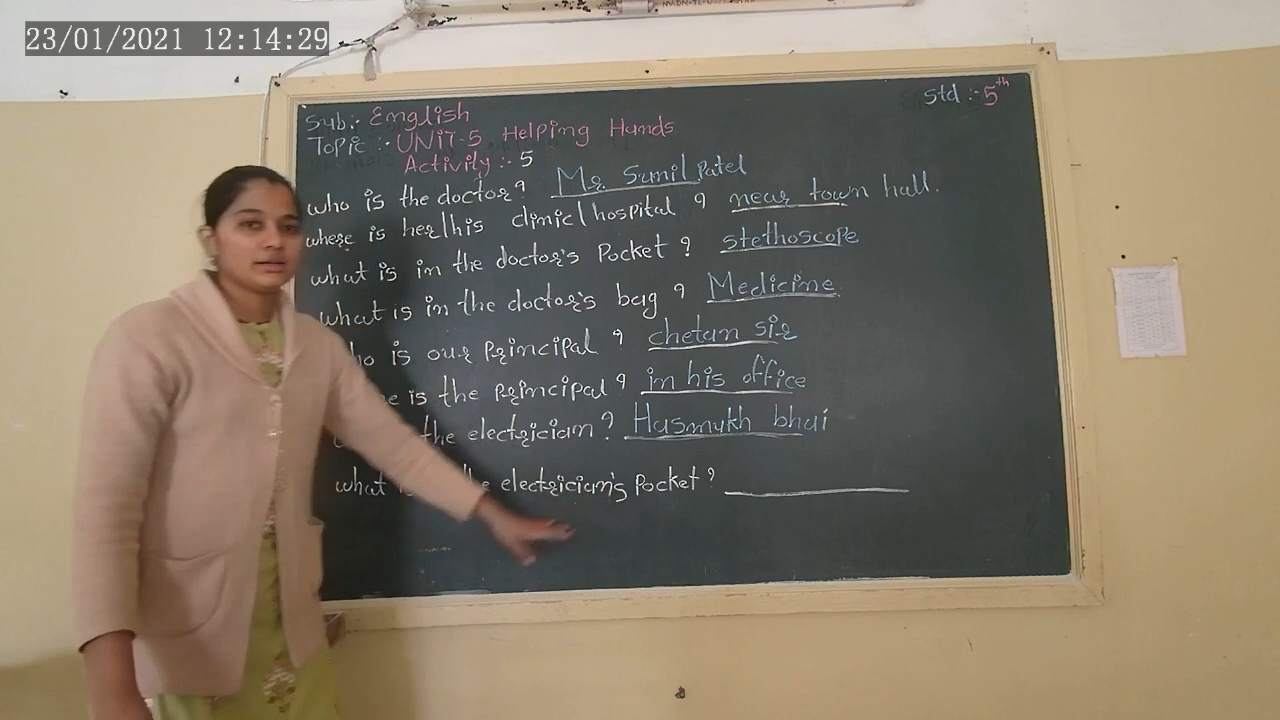 23/01/2021 12:14:29
Std :- 5th
Sub:- English
Topic :- UNIT-5 Helping Hands
Activity :- 5
who is the doctor? Mr Sunil Patel
where is her/his clinic/hospital ? near town hall.
what is in the doctor's Pocket ? stethoscope
what is in the doctor's bag ? Medicine
is our Principal ? chetan sir
is the principal ? in his office
the electrician? Hasmukh bhai
what electrician's Pocket ?